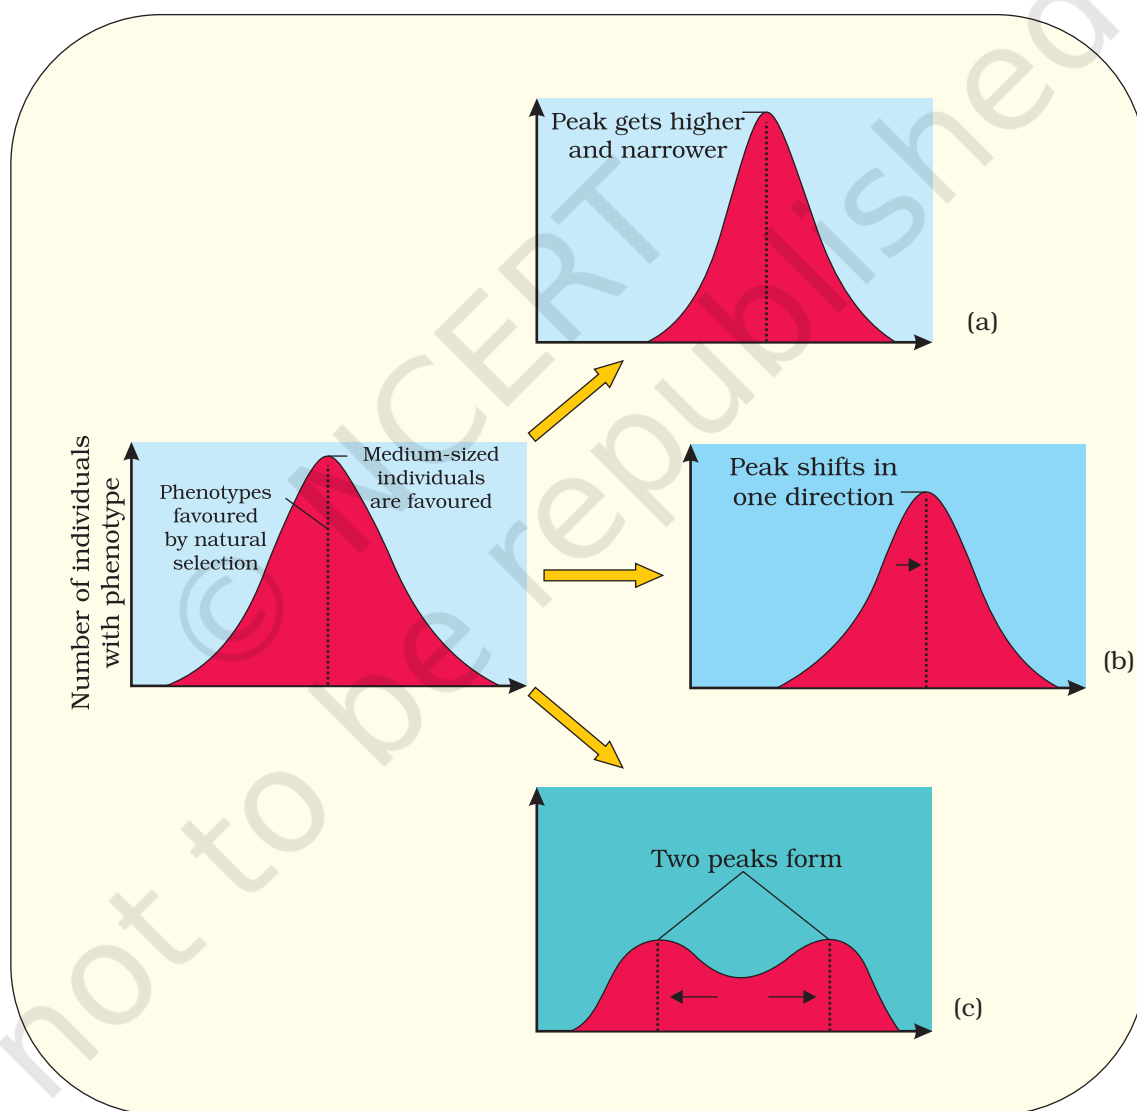 Peak gets higher
and narrower
(a)
Number of individuals
with phenotype
Medium-sized
individuals
are favoured
Phenotypes
favoured
by natural
selection
Peak shifts in
one direction
(b)
Two peaks form
(c)
© NCERT
not to be republished